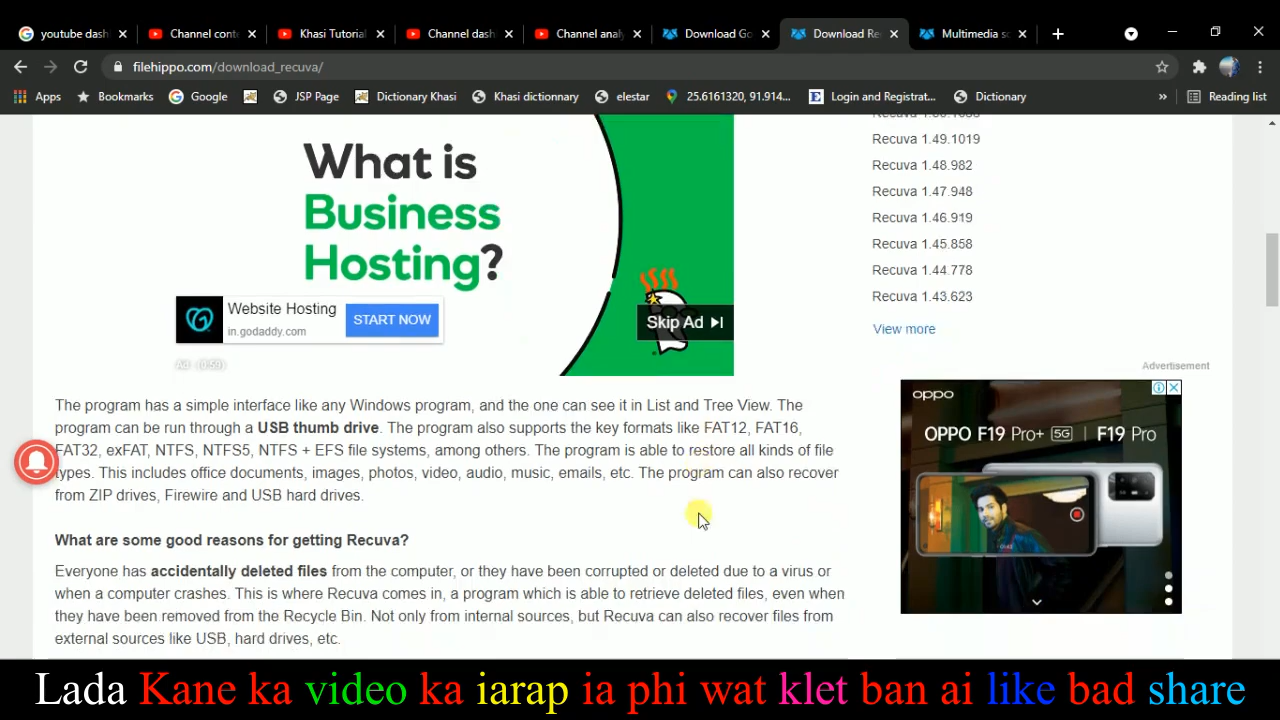 youtube dash
Channel conte
Khasi Tutorial
Channel dash
Channel analy
Download Go
Download Re
Multimedia so
filehippo.com/download_recuva/
Apps
Bookmarks
Google
JSP Page
Dictionary Khasi
Khasi dictionnary
elestar
25.6161320, 91.914...
Login and Registrat...
Dictionary
»
Reading list
What is
Business
Hosting?
Website Hosting
in.godaddy.com
START NOW
Skip Ad
Ad · (0:59)
Recuva 1.49.1019
Recuva 1.48.982
Recuva 1.47.948
Recuva 1.46.919
Recuva 1.45.858
Recuva 1.44.778
Recuva 1.43.623
View more
Advertisement
oppo
OPPO F19 Pro+ 5G | F19 Pro
The program has a simple interface like any Windows program, and the one can see it in List and Tree View. The
program can be run through a USB thumb drive. The program also supports the key formats like FAT12, FAT16,
FAT32, exFAT, NTFS, NTFS5, NTFS + EFS file systems, among others. The program is able to restore all kinds of file
types. This includes office documents, images, photos, video, audio, music, emails, etc. The program can also recover
from ZIP drives, Firewire and USB hard drives.
What are some good reasons for getting Recuva?
Everyone has accidentally deleted files from the computer, or they have been corrupted or deleted due to a virus or
when a computer crashes. This is where Recuva comes in, a program which is able to retrieve deleted files, even when
they have been removed from the Recycle Bin. Not only from internal sources, but Recuva can also recover files from
external sources like USB, hard drives, etc.
Lada Kane ka video ka iarap ia phi wat klet ban ai like bad share